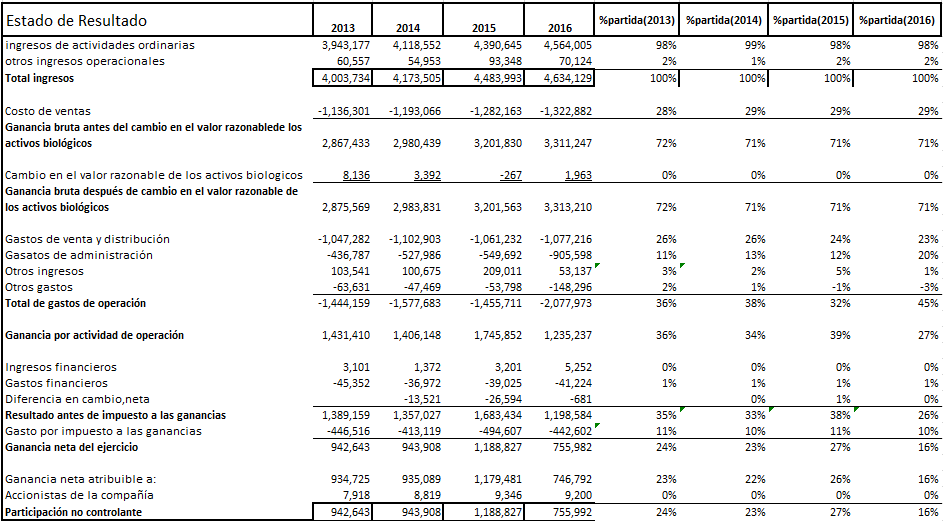 Estado de Resultado 2013 2014 2015 2016 %partida(2013) %partida(2014) %partida(2015) %partida(2016)
ingresos de actividades ordinarias 3,943,177 4,118,552 4,390,645 4,564,005 98% 99% 98% 98%
otros ingresos operacionales 60,557 54,953 93,348 70,124 2% 1% 2% 2%
Total ingresos 4,003,734 4,173,505 4,483,993 4,634,129 100% 100% 100% 100%
Costo de ventas -1,136,301 -1,193,066 -1,282,163 -1,322,882 28% 29% 29% 29%
Ganancia bruta antes del cambio en el valor razonablede los
activos biológicos 2,867,433 2,980,439 3,201,830 3,311,247 72% 71% 71% 71%
Cambio en el valor razonable de los activos biologicos 8,136 3,392 -267 1,963 0% 0% 0% 0%
Ganancia bruta después de cambio en el valor razonable de
los activos biológicos 2,875,569 2,983,831 3,201,563 3,313,210 72% 71% 71% 71%
Gastos de venta y distribución -1,047,282 -1,102,903 -1,061,232 -1,077,216 26% 26% 24% 23%
Gasatos de administración -436,787 -527,986 -549,692 -905,598 11% 13% 12% 20%
Otros ingresos 103,541 100,675 209,011 53,137 3% 2% 5% 1%
Otros gastos -63,631 -47,469 -53,798 -148,296 2% 1% -1% -3%
Total de gastos de operación -1,444,159 -1,577,683 -1,455,711 -2,077,973 36% 38% 32% 45%
Ganancia por actividad de operación 1,431,410 1,406,148 1,745,852 1,235,237 36% 34% 39% 27%
Ingresos financieros 3,101 1,372 3,201 5,252 0% 0% 0% 0%
Gastos financieros -45,352 -36,972 -39,025 -41,224 1% 1% 1% 1%
Diferencia en cambio,neta -13,521 -26,594 -681 0% 1% 0%
Resultado antes de impuesto a las ganancias 1,389,159 1,357,027 1,683,434 1,198,584 35% 33% 38% 26%
Gasto por impuesto a las ganancias -446,516 -413,119 -494,607 -442,602 11% 10% 11% 10%
Ganancia neta del ejercicio 942,643 943,908 1,188,827 755,982 24% 23% 27% 16%
Ganancia neta atribuible a: 934,725 935,089 1,179,481 746,792 23% 22% 26% 16%
Accionistas de la compañía 7,918 8,819 9,346 9,200 0% 0% 0% 0%
Participación no controlante 942,643 943,908 1,188,827 755,992 24% 23% 27% 16%